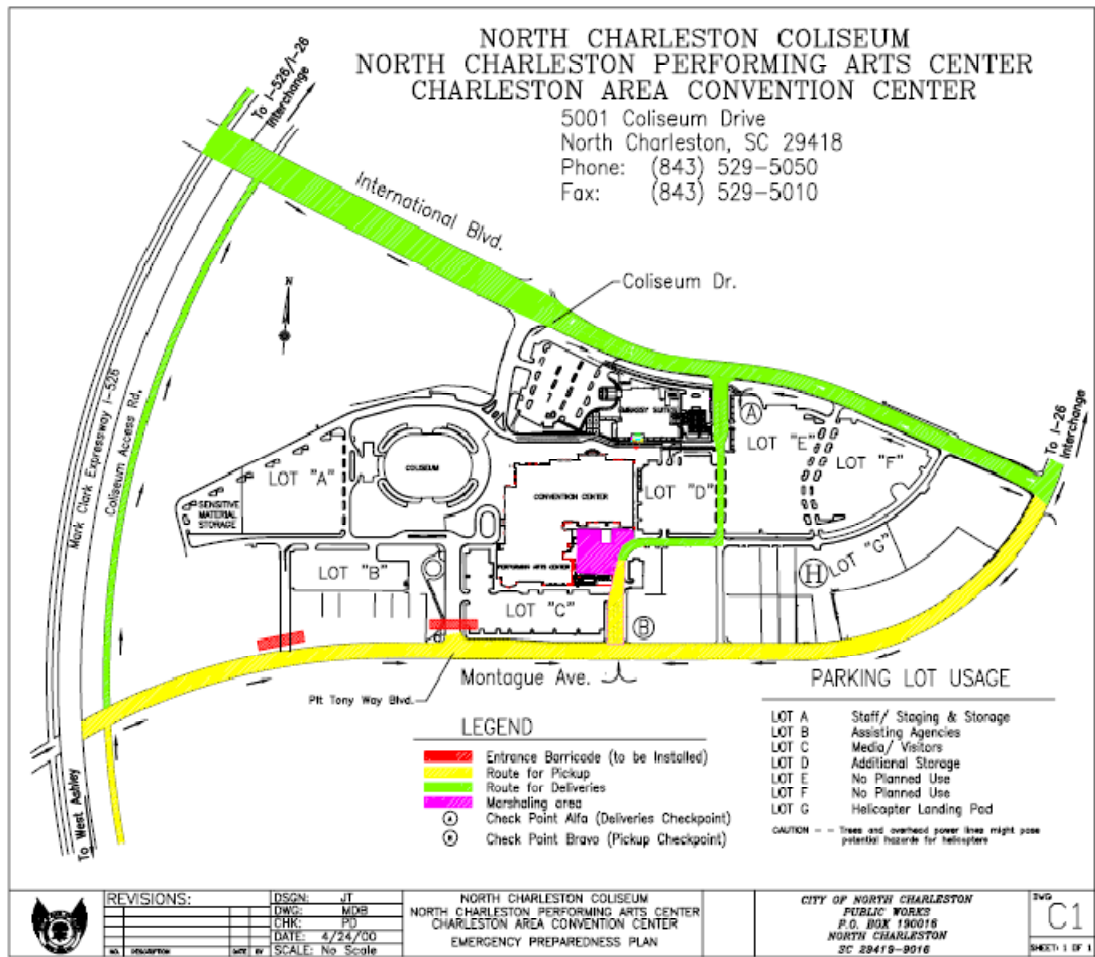 NORTH CHARLESTON COLISEUM
NORTH CHARLESTON PERFORMING ARTS CENTER
CHARLESTON AREA CONVENTION CENTER
5001 Coliseum Drive
North Charleston, SC 29418
Phone: (843) 529-5050
Fax: (843) 529-5010
To I-526/I-26
Interchange
International Blvd.
Coliseum Dr.
N
Mark Clark Expressway I-526
Coliseum Access Rd.
To I-26
Interchange
EMBASSY SUITES
A
LOT "E"
LOT "F"
LOT "A"
COLISEUM
LOT "D"
CONVENTION CENTER
SENSITIVE
MATERIAL
STORAGE
LOT "G"
PERFORMING ARTS CENTER
LOT "B"
H
LOT "C"
B
Montague Ave.
Plt Tony Way Blvd.
To West Ashley
LEGEND
Entrance Barricade (to be Installed)
Route for Pickup
Route for Deliveries
Marshaling area
A Check Point Alfa (Deliveries Checkpoint)
B Check Point Bravo (Pickup Checkpoint)
PARKING LOT USAGE
LOT A Staff/ Staging & Storage
LOT B Assisting Agencies
LOT C Media/ Visitors
LOT D Additional Storage
LOT E No Planned Use
LOT F No Planned Use
LOT G Helicopter Landing Pad
CAUTION -- Trees and overhead power lines might pose
potential hazards for helicopters
REVISIONS:
NO. DESCRIPTION DATE BY
DSGN: JT
DWG: MDB
CHK: PD
DATE: 4/24/00
SCALE: No Scale
NORTH CHARLESTON COLISEUM
NORTH CHARLESTON PERFORMING ARTS CENTER
CHARLESTON AREA CONVENTION CENTER
EMERGENCY PREPAREDNESS PLAN
CITY OF NORTH CHARLESTON
PUBLIC WORKS
P.O. BOX 190016
NORTH CHARLESTON
SC 29419-9016
DWG
C1
SHEET: 1 OF 1